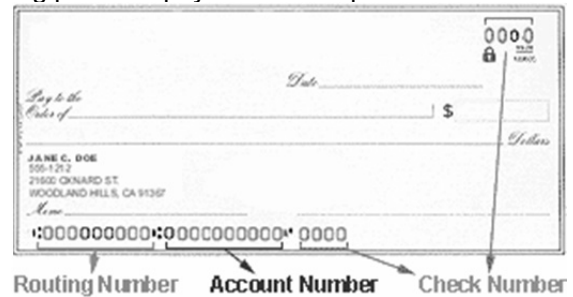 0000
Date
Pay to the
Order of
$
Dollars
JANE C. DOE
555-1212
21600 OXNARD ST.
WOODLAND HILLS, CA 91367
Memo
⑆000000000⑆0000000000⑈ 0000
Routing Number Account Number Check Number